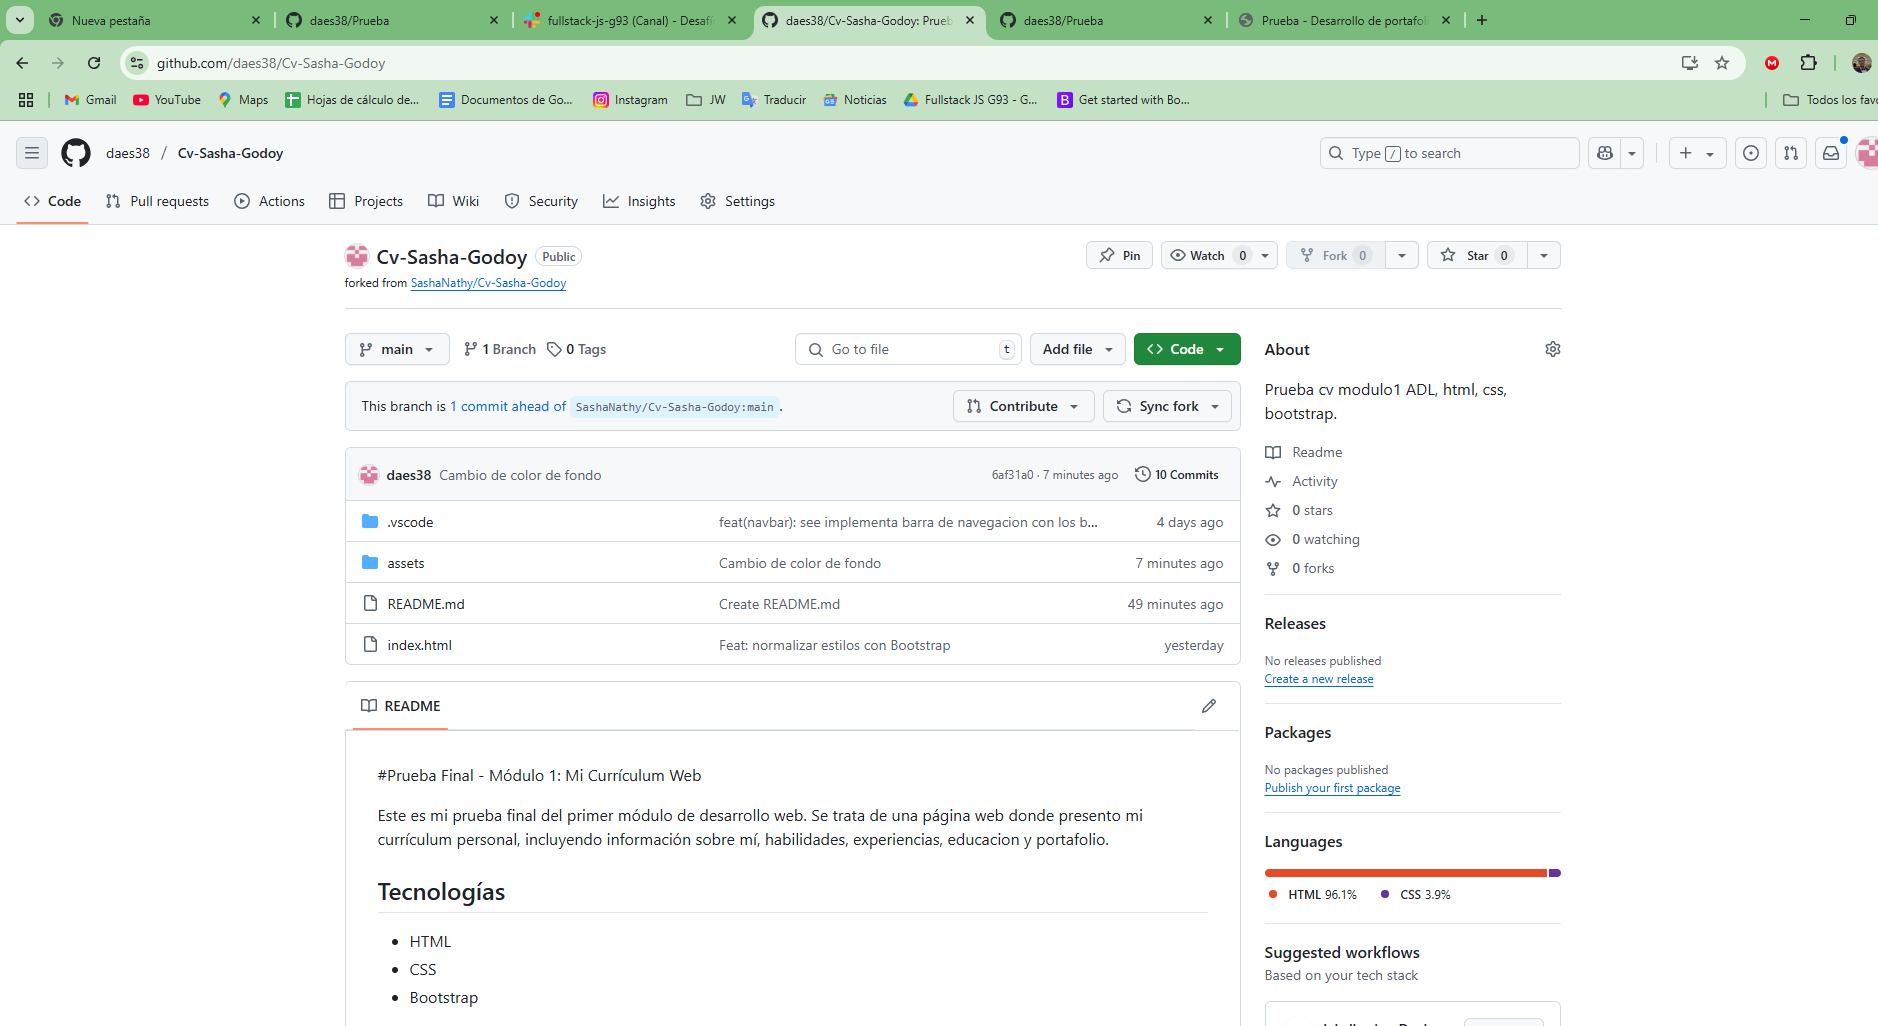 Nueva pestaña
daes38/Prueba
fullstack-js-g93 (Canal) - Desafí
daes38/Cv-Sasha-Godoy: Prueb
daes38/Prueba
Prueba - Desarrollo de portafol
github.com/daes38/Cv-Sasha-Godoy
Gmail
YouTube
Maps
Hojas de cálculo de...
Documentos de Go...
Instagram
JW
Traducir
Noticias
Fullstack JS G93 - G...
Get started with Bo...
Todos los fav
daes38 / Cv-Sasha-Godoy
Type / to search
Code
Pull requests
Actions
Projects
Wiki
Security
Insights
Settings
Cv-Sasha-Godoy
Public
Pin
Watch 0
Fork 0
Star 0
forked from SashaNathy/Cv-Sasha-Godoy
main
1 Branch
0 Tags
Go to file
t
Add file
Code
This branch is 1 commit ahead of SashaNathy/Cv-Sasha-Godoy:main .
Contribute
Sync fork
daes38 Cambio de color de fondo
6af31a0 · 7 minutes ago
10 Commits
.vscode
feat(navbar): see implementa barra de navegacion con los b...
4 days ago
assets
Cambio de color de fondo
7 minutes ago
README.md
Create README.md
49 minutes ago
index.html
Feat: normalizar estilos con Bootstrap
yesterday
README
#Prueba Final - Módulo 1: Mi Currículum Web
Este es mi prueba final del primer módulo de desarrollo web. Se trata de una página web donde presento mi
currículum personal, incluyendo información sobre mí, habilidades, experiencias, educacion y portafolio.
Tecnologías
HTML
CSS
Bootstrap
About
Prueba cv modulo1 ADL, html, css,
bootstrap.
Readme
Activity
0 stars
0 watching
0 forks
Releases
No releases published
Create a new release
Packages
No packages published
Publish your first package
Languages
HTML 96.1%
CSS 3.9%
Suggested workflows
Based on your tech stack